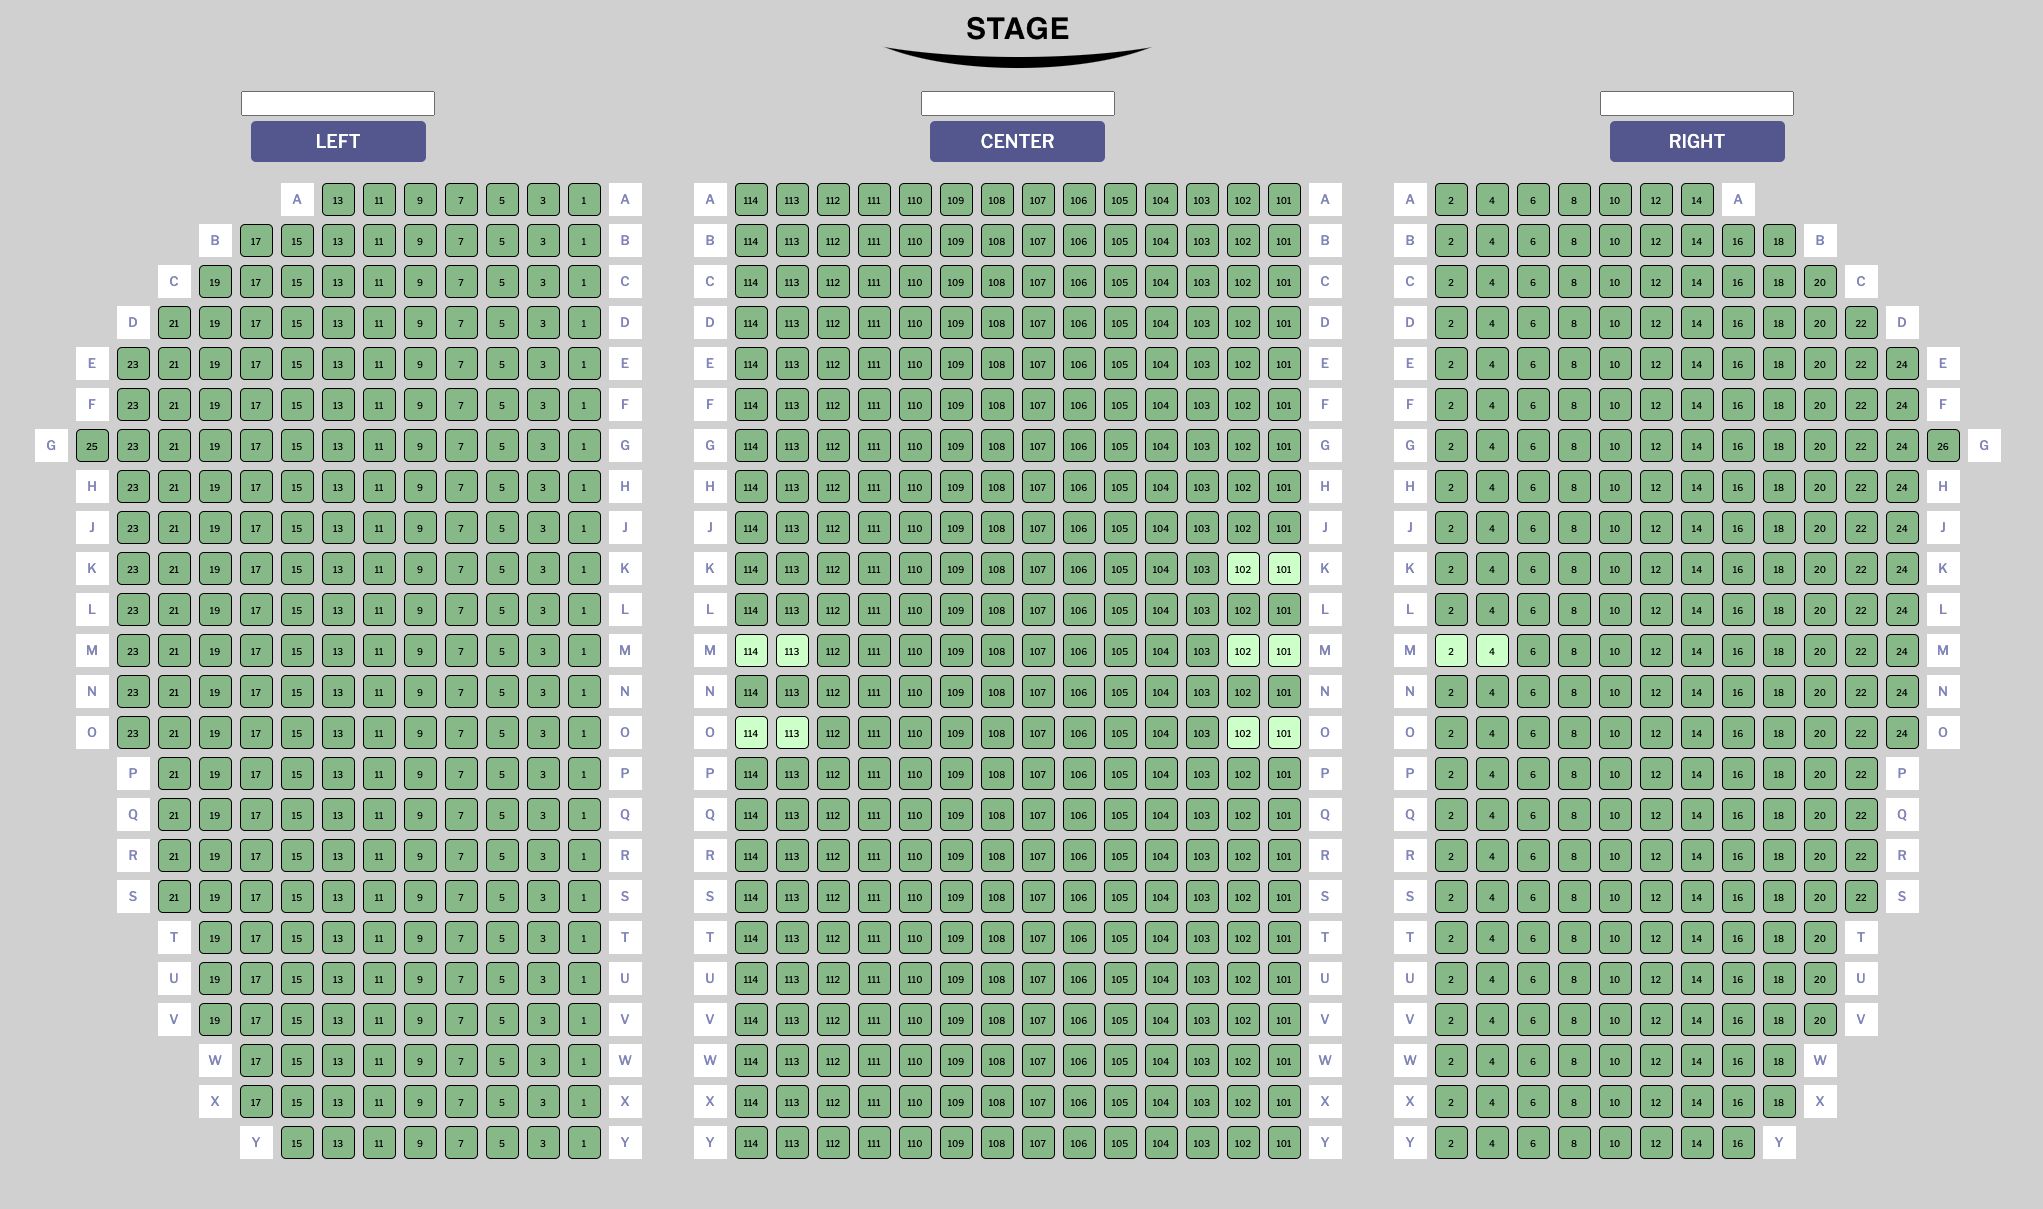 STAGE
LEFT CENTER RIGHT
A 13 11 9 7 5 3 1 A A 114 113 112 111 110 109 108 107 106 105 104 103 102 101 A A 2 4 6 8 10 12 14 A
B 17 15 13 11 9 7 5 3 1 B B 114 113 112 111 110 109 108 107 106 105 104 103 102 101 B B 2 4 6 8 10 12 14 16 18 B
C 19 17 15 13 11 9 7 5 3 1 C C 114 113 112 111 110 109 108 107 106 105 104 103 102 101 C C 2 4 6 8 10 12 14 16 18 20 C
D 21 19 17 15 13 11 9 7 5 3 1 D D 114 113 112 111 110 109 108 107 106 105 104 103 102 101 D D 2 4 6 8 10 12 14 16 18 20 22 D
E 23 21 19 17 15 13 11 9 7 5 3 1 E E 114 113 112 111 110 109 108 107 106 105 104 103 102 101 E E 2 4 6 8 10 12 14 16 18 20 22 24 E
F 23 21 19 17 15 13 11 9 7 5 3 1 F F 114 113 112 111 110 109 108 107 106 105 104 103 102 101 F F 2 4 6 8 10 12 14 16 18 20 22 24 F
G 25 23 21 19 17 15 13 11 9 7 5 3 1 G G 114 113 112 111 110 109 108 107 106 105 104 103 102 101 G G 2 4 6 8 10 12 14 16 18 20 22 24 26 G
H 23 21 19 17 15 13 11 9 7 5 3 1 H H 114 113 112 111 110 109 108 107 106 105 104 103 102 101 H H 2 4 6 8 10 12 14 16 18 20 22 24 H
J 23 21 19 17 15 13 11 9 7 5 3 1 J J 114 113 112 111 110 109 108 107 106 105 104 103 102 101 J J 2 4 6 8 10 12 14 16 18 20 22 24 J
K 23 21 19 17 15 13 11 9 7 5 3 1 K K 114 113 112 111 110 109 108 107 106 105 104 103 102 101 K K 2 4 6 8 10 12 14 16 18 20 22 24 K
L 23 21 19 17 15 13 11 9 7 5 3 1 L L 114 113 112 111 110 109 108 107 106 105 104 103 102 101 L L 2 4 6 8 10 12 14 16 18 20 22 24 L
M 23 21 19 17 15 13 11 9 7 5 3 1 M M 114 113 112 111 110 109 108 107 106 105 104 103 102 101 M M 2 4 6 8 10 12 14 16 18 20 22 24 M
N 23 21 19 17 15 13 11 9 7 5 3 1 N N 114 113 112 111 110 109 108 107 106 105 104 103 102 101 N N 2 4 6 8 10 12 14 16 18 20 22 24 N
O 23 21 19 17 15 13 11 9 7 5 3 1 O O 114 113 112 111 110 109 108 107 106 105 104 103 102 101 O O 2 4 6 8 10 12 14 16 18 20 22 24 O
P 21 19 17 15 13 11 9 7 5 3 1 P P 114 113 112 111 110 109 108 107 106 105 104 103 102 101 P P 2 4 6 8 10 12 14 16 18 20 22 P
Q 21 19 17 15 13 11 9 7 5 3 1 Q Q 114 113 112 111 110 109 108 107 106 105 104 103 102 101 Q Q 2 4 6 8 10 12 14 16 18 20 22 Q
R 21 19 17 15 13 11 9 7 5 3 1 R R 114 113 112 111 110 109 108 107 106 105 104 103 102 101 R R 2 4 6 8 10 12 14 16 18 20 22 R
S 21 19 17 15 13 11 9 7 5 3 1 S S 114 113 112 111 110 109 108 107 106 105 104 103 102 101 S S 2 4 6 8 10 12 14 16 18 20 22 S
T 19 17 15 13 11 9 7 5 3 1 T T 114 113 112 111 110 109 108 107 106 105 104 103 102 101 T T 2 4 6 8 10 12 14 16 18 20 T
U 19 17 15 13 11 9 7 5 3 1 U U 114 113 112 111 110 109 108 107 106 105 104 103 102 101 U U 2 4 6 8 10 12 14 16 18 20 U
V 19 17 15 13 11 9 7 5 3 1 V V 114 113 112 111 110 109 108 107 106 105 104 103 102 101 V V 2 4 6 8 10 12 14 16 18 20 V
W 17 15 13 11 9 7 5 3 1 W W 114 113 112 111 110 109 108 107 106 105 104 103 102 101 W W 2 4 6 8 10 12 14 16 18 W
X 17 15 13 11 9 7 5 3 1 X X 114 113 112 111 110 109 108 107 106 105 104 103 102 101 X X 2 4 6 8 10 12 14 16 18 X
Y 15 13 11 9 7 5 3 1 Y Y 114 113 112 111 110 109 108 107 106 105 104 103 102 101 Y Y 2 4 6 8 10 12 14 16 Y